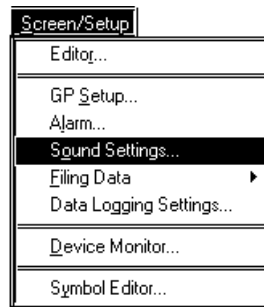 Screen/Setup
Editor...
GP Setup...
Alarm...
Sound Settings...
Filing Data
Data Logging Settings...
Device Monitor...
Symbol Editor...